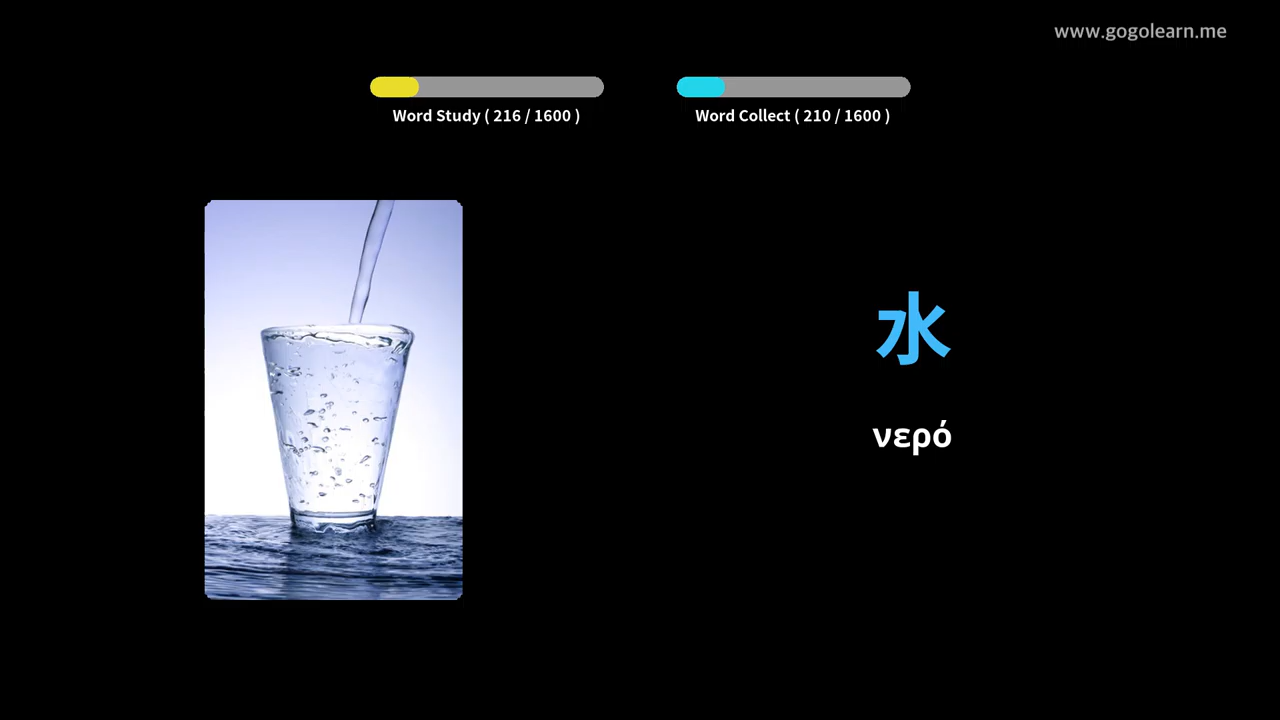 www.gogolearn.me
Word Study ( 216 / 1600 )
Word Collect ( 210 / 1600 )
水
νερό